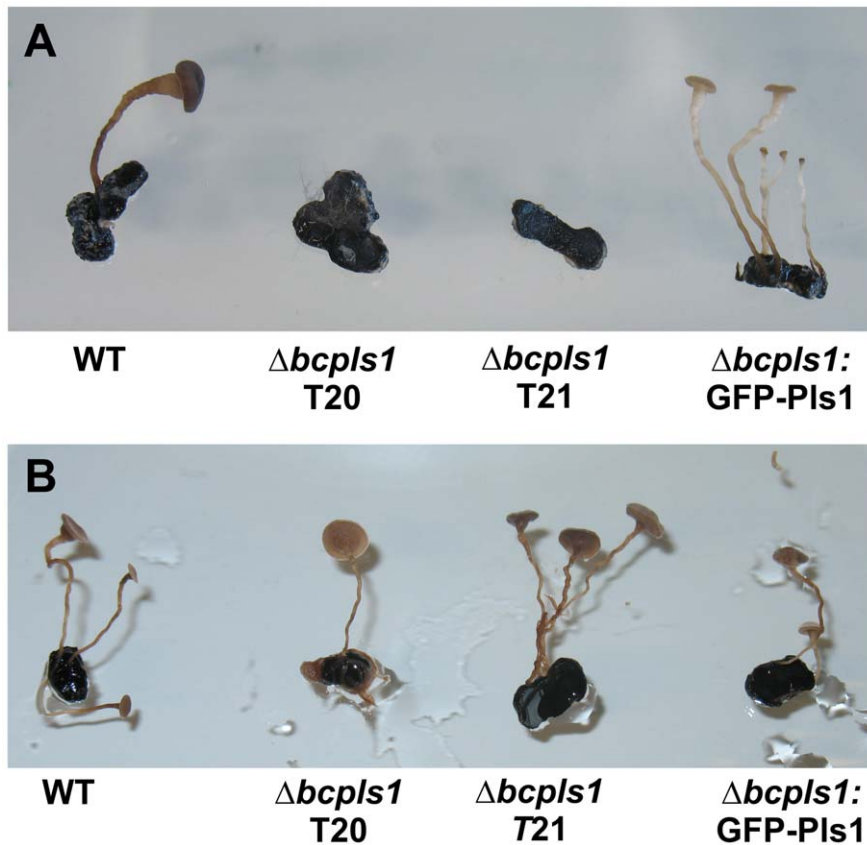 A
WT
Δbcpls1
T20
Δbcpls1
T21
Δbcpls1:
GFP-Pls1
B
WT
Δbcpls1
T20
Δbcpls1
T21
Δbcpls1:
GFP-Pls1